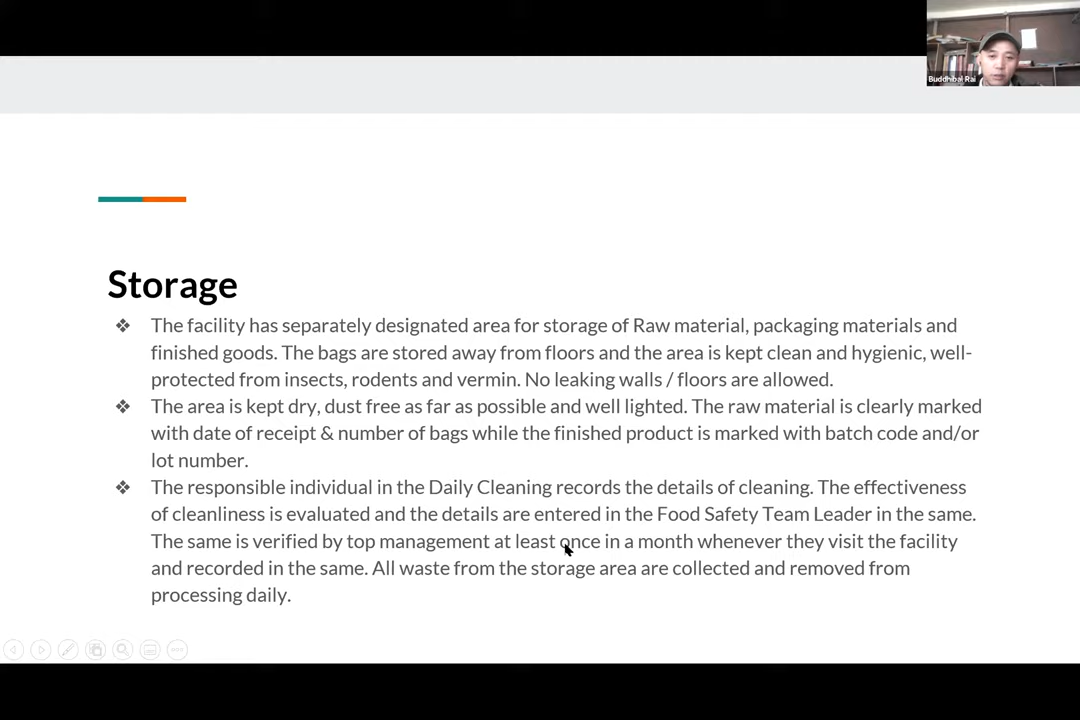 Buddhibal Rai
Storage
❖ The facility has separately designated area for storage of Raw material, packaging materials and
finished goods. The bags are stored away from floors and the area is kept clean and hygienic, well-
protected from insects, rodents and vermin. No leaking walls / floors are allowed.
❖ The area is kept dry, dust free as far as possible and well lighted. The raw material is clearly marked
with date of receipt & number of bags while the finished product is marked with batch code and/or
lot number.
❖ The responsible individual in the Daily Cleaning records the details of cleaning. The effectiveness
of cleanliness is evaluated and the details are entered in the Food Safety Team Leader in the same.
The same is verified by top management at least once in a month whenever they visit the facility
and recorded in the same. All waste from the storage area are collected and removed from
processing daily.